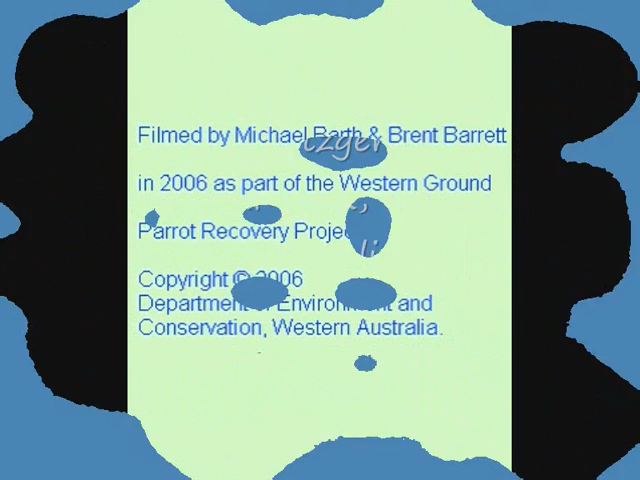 Filmed by Michael Barth & Brent Barrett
in 2006 as part of the Western Ground
Parrot Recovery Project
Copyright © 2006
Department of Environment and
Conservation, Western Australia.